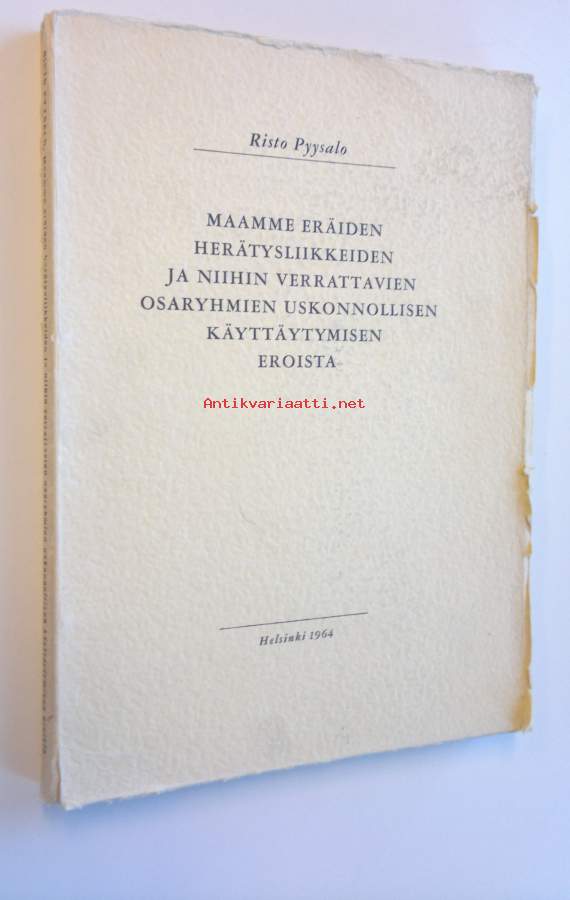 Risto Pyysalo
MAAMME ERÄIDEN
HERÄTYSLIIKKEIDEN
JA NIIHIN VERRATTAVIEN
OSARYHMIEN USKONNOLLISEN
KÄYTTÄYTYMISEN
EROISTA
Antikvariaatti.net
Helsinki 1964